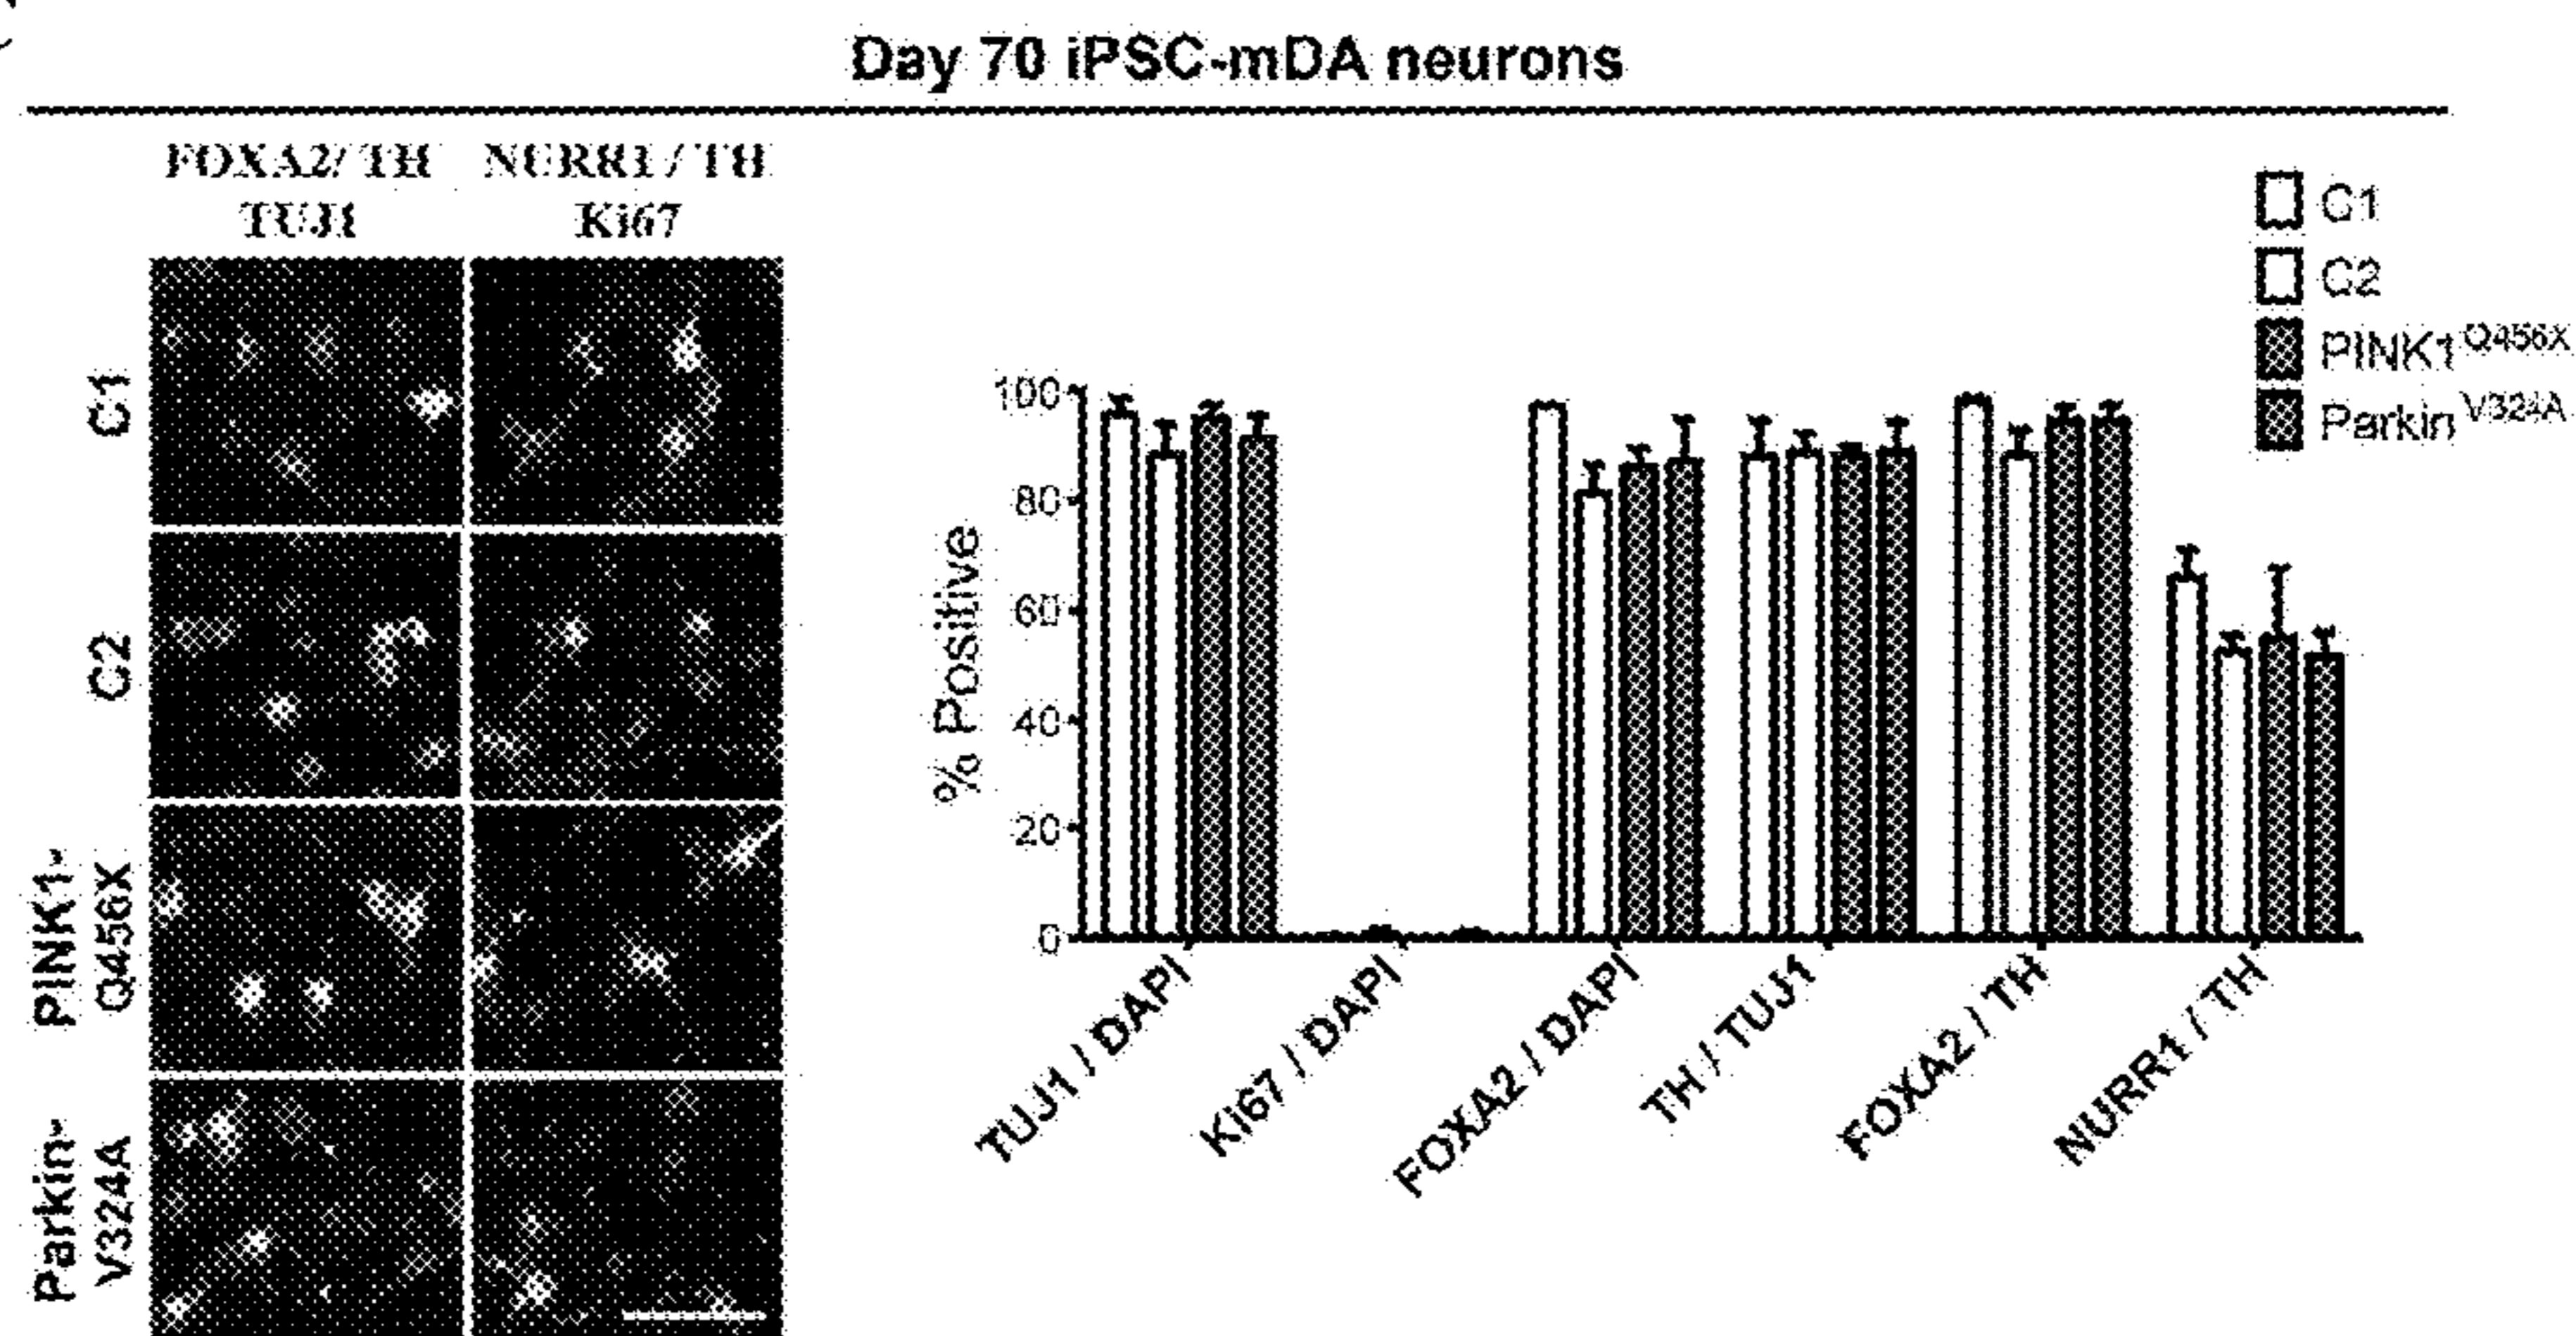 Day 70 iPSC-mDA neurons
FOXA2/ TH
TUJ1
NURR1 / TH
Ki67
C1
C2
PINK1-
Q456X
Parkin-
V324A
% Positive
100
80
60
40
20
0
TUJ1 / DAPI
Ki67 / DAPI
FOXA2 / DAPI
TH / TUJ1
FOXA2 / TH
NURR1 / TH
C1
C2
PINK1 Q456X
Parkin V324A